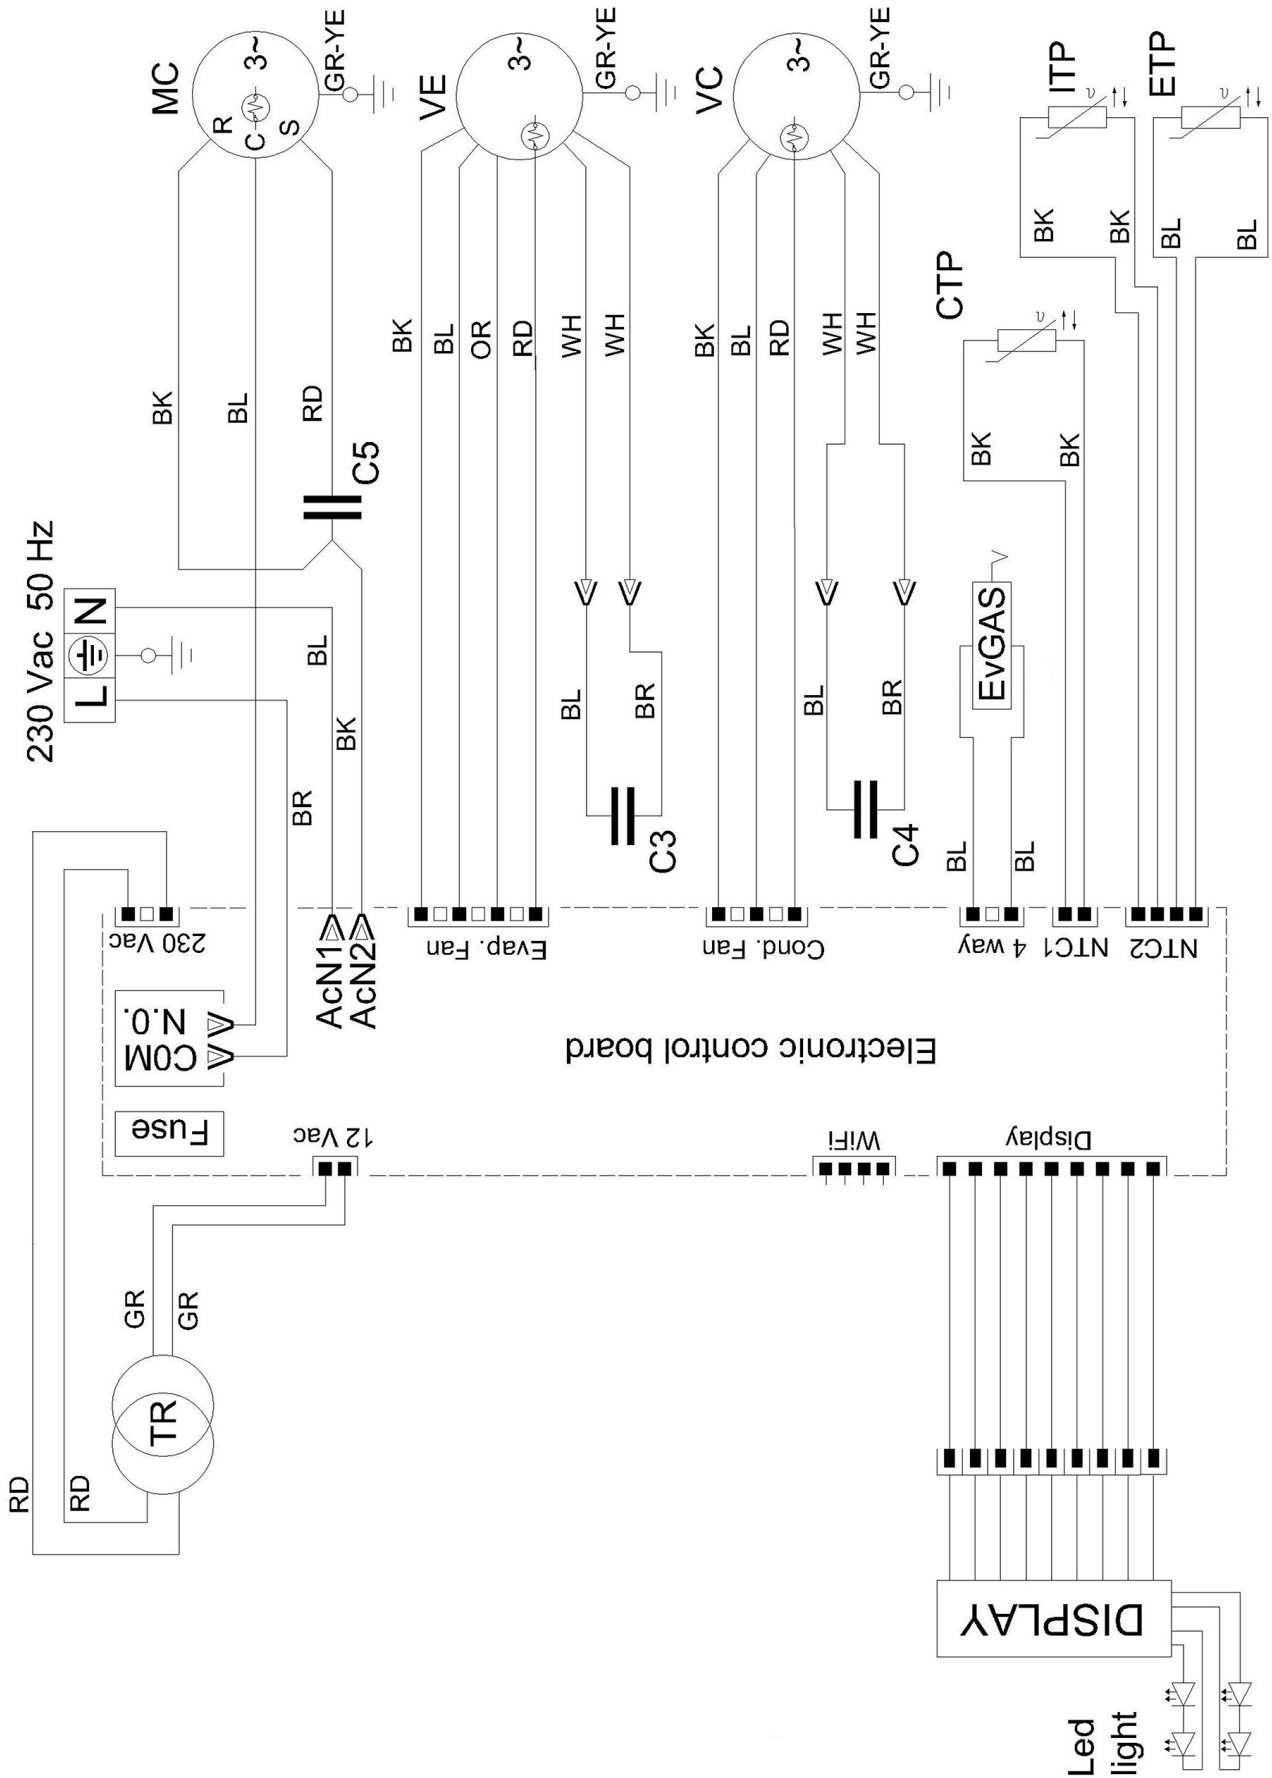 MC
3~
R
C
S
GR-YE
VE
3~
GR-YE
VC
3~
GR-YE
ITP
υ
BK
BK
ETP
υ
BL
BL
CTP
υ
BK
BK
BK
BL
RD
C5
BK
BL
OR
RD
WH
WH
BK
BL
RD
WH
WH
230 Vac 50 Hz
L
N
BL
BK
BR
BL
BR
C3
BL
BR
C4
EvGAS
BL
BL
230 Vac
N.O.
COM
Fuse
AcN1
AcN2
Evap. Fan
Cond. Fan
4 way
NTC1
NTC2
Electronic control board
12 Vac
WiFi
Display
GR
GR
TR
RD
RD
DISPLAY
Led
light